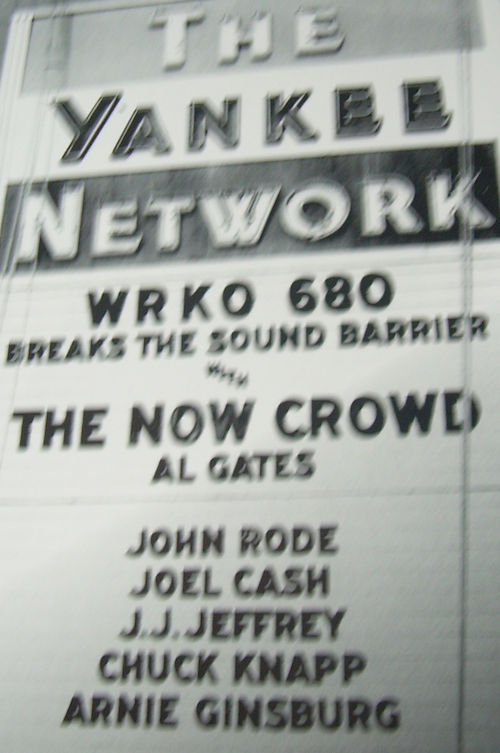 THE
YANKEE
NETWORK
WRKO 680
BREAKS THE SOUND BARRIER
WITH
THE NOW CROWD
AL GATES
JOHN RODE
JOEL CASH
J.J. JEFFREY
CHUCK KNAPP
ARNIE GINSBURG